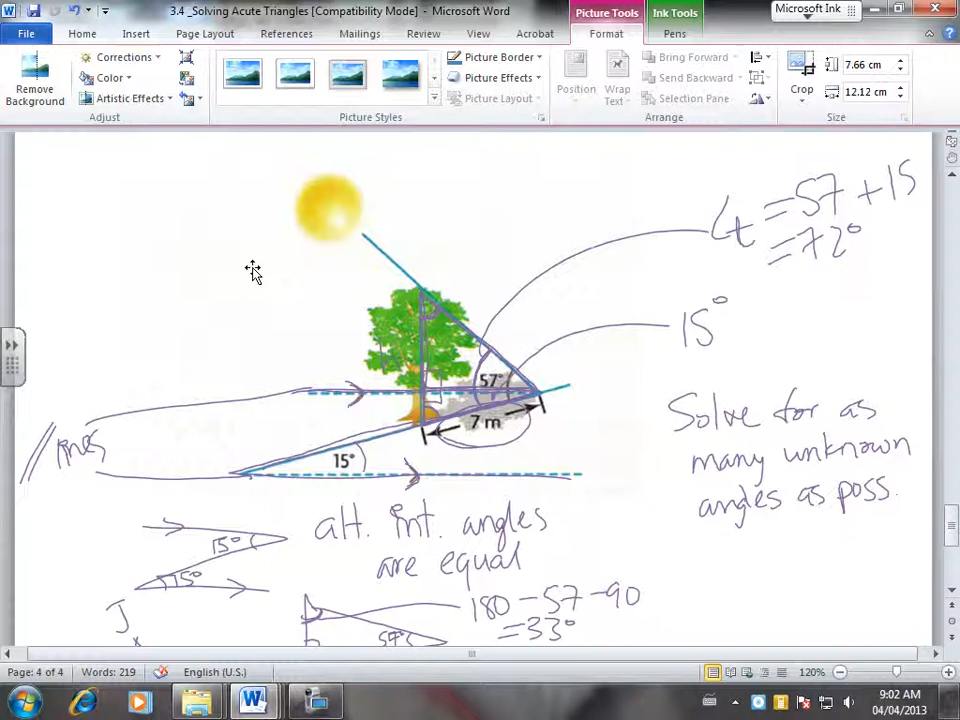 3.4 _Solving Acute Triangles [Compatibility Mode] - Microsoft Word
Picture Tools
Ink Tools
Microsoft Ink
File
Home
Insert
Page Layout
References
Mailings
Review
View
Acrobat
Format
Pens
Remove Background
Corrections
Color
Artistic Effects
Adjust
Picture Styles
Picture Border
Picture Effects
Picture Layout
Position
Wrap Text
Bring Forward
Send Backward
Selection Pane
Arrange
Crop
7.66 cm
12.12 cm
Size
∠t = 57 + 15
= 72°
15°
57°
7 m
15°
// lines
Solve for as
many unknown
angles as poss.
alt. int. angles
are equal
15°
15°
180 - 57 - 90
= 33°
57°
Page: 4 of 4
Words: 219
English (U.S.)
120%
9:02 AM
04/04/2013